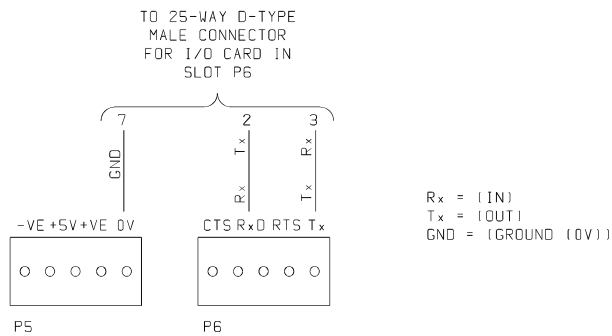 TO 25-WAY D-TYPE
MALE CONNECTOR
FOR I/O CARD IN
SLOT P6
7 2 3
GND Tx Rx
Rx Tx
-VE +5V +VE 0V
CTS RxD RTS Tx
P5 P6
Rx = (IN)
Tx = (OUT)
GND = (GROUND (0V))